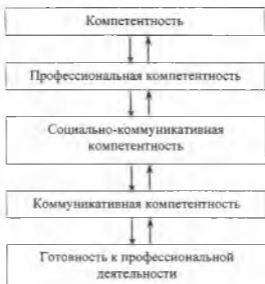 Компетентность
Профессиональная компетентность
Социально-коммуникативная
компетентность
Коммуникативная компетентность
Готовность к профессиональной
деятельности